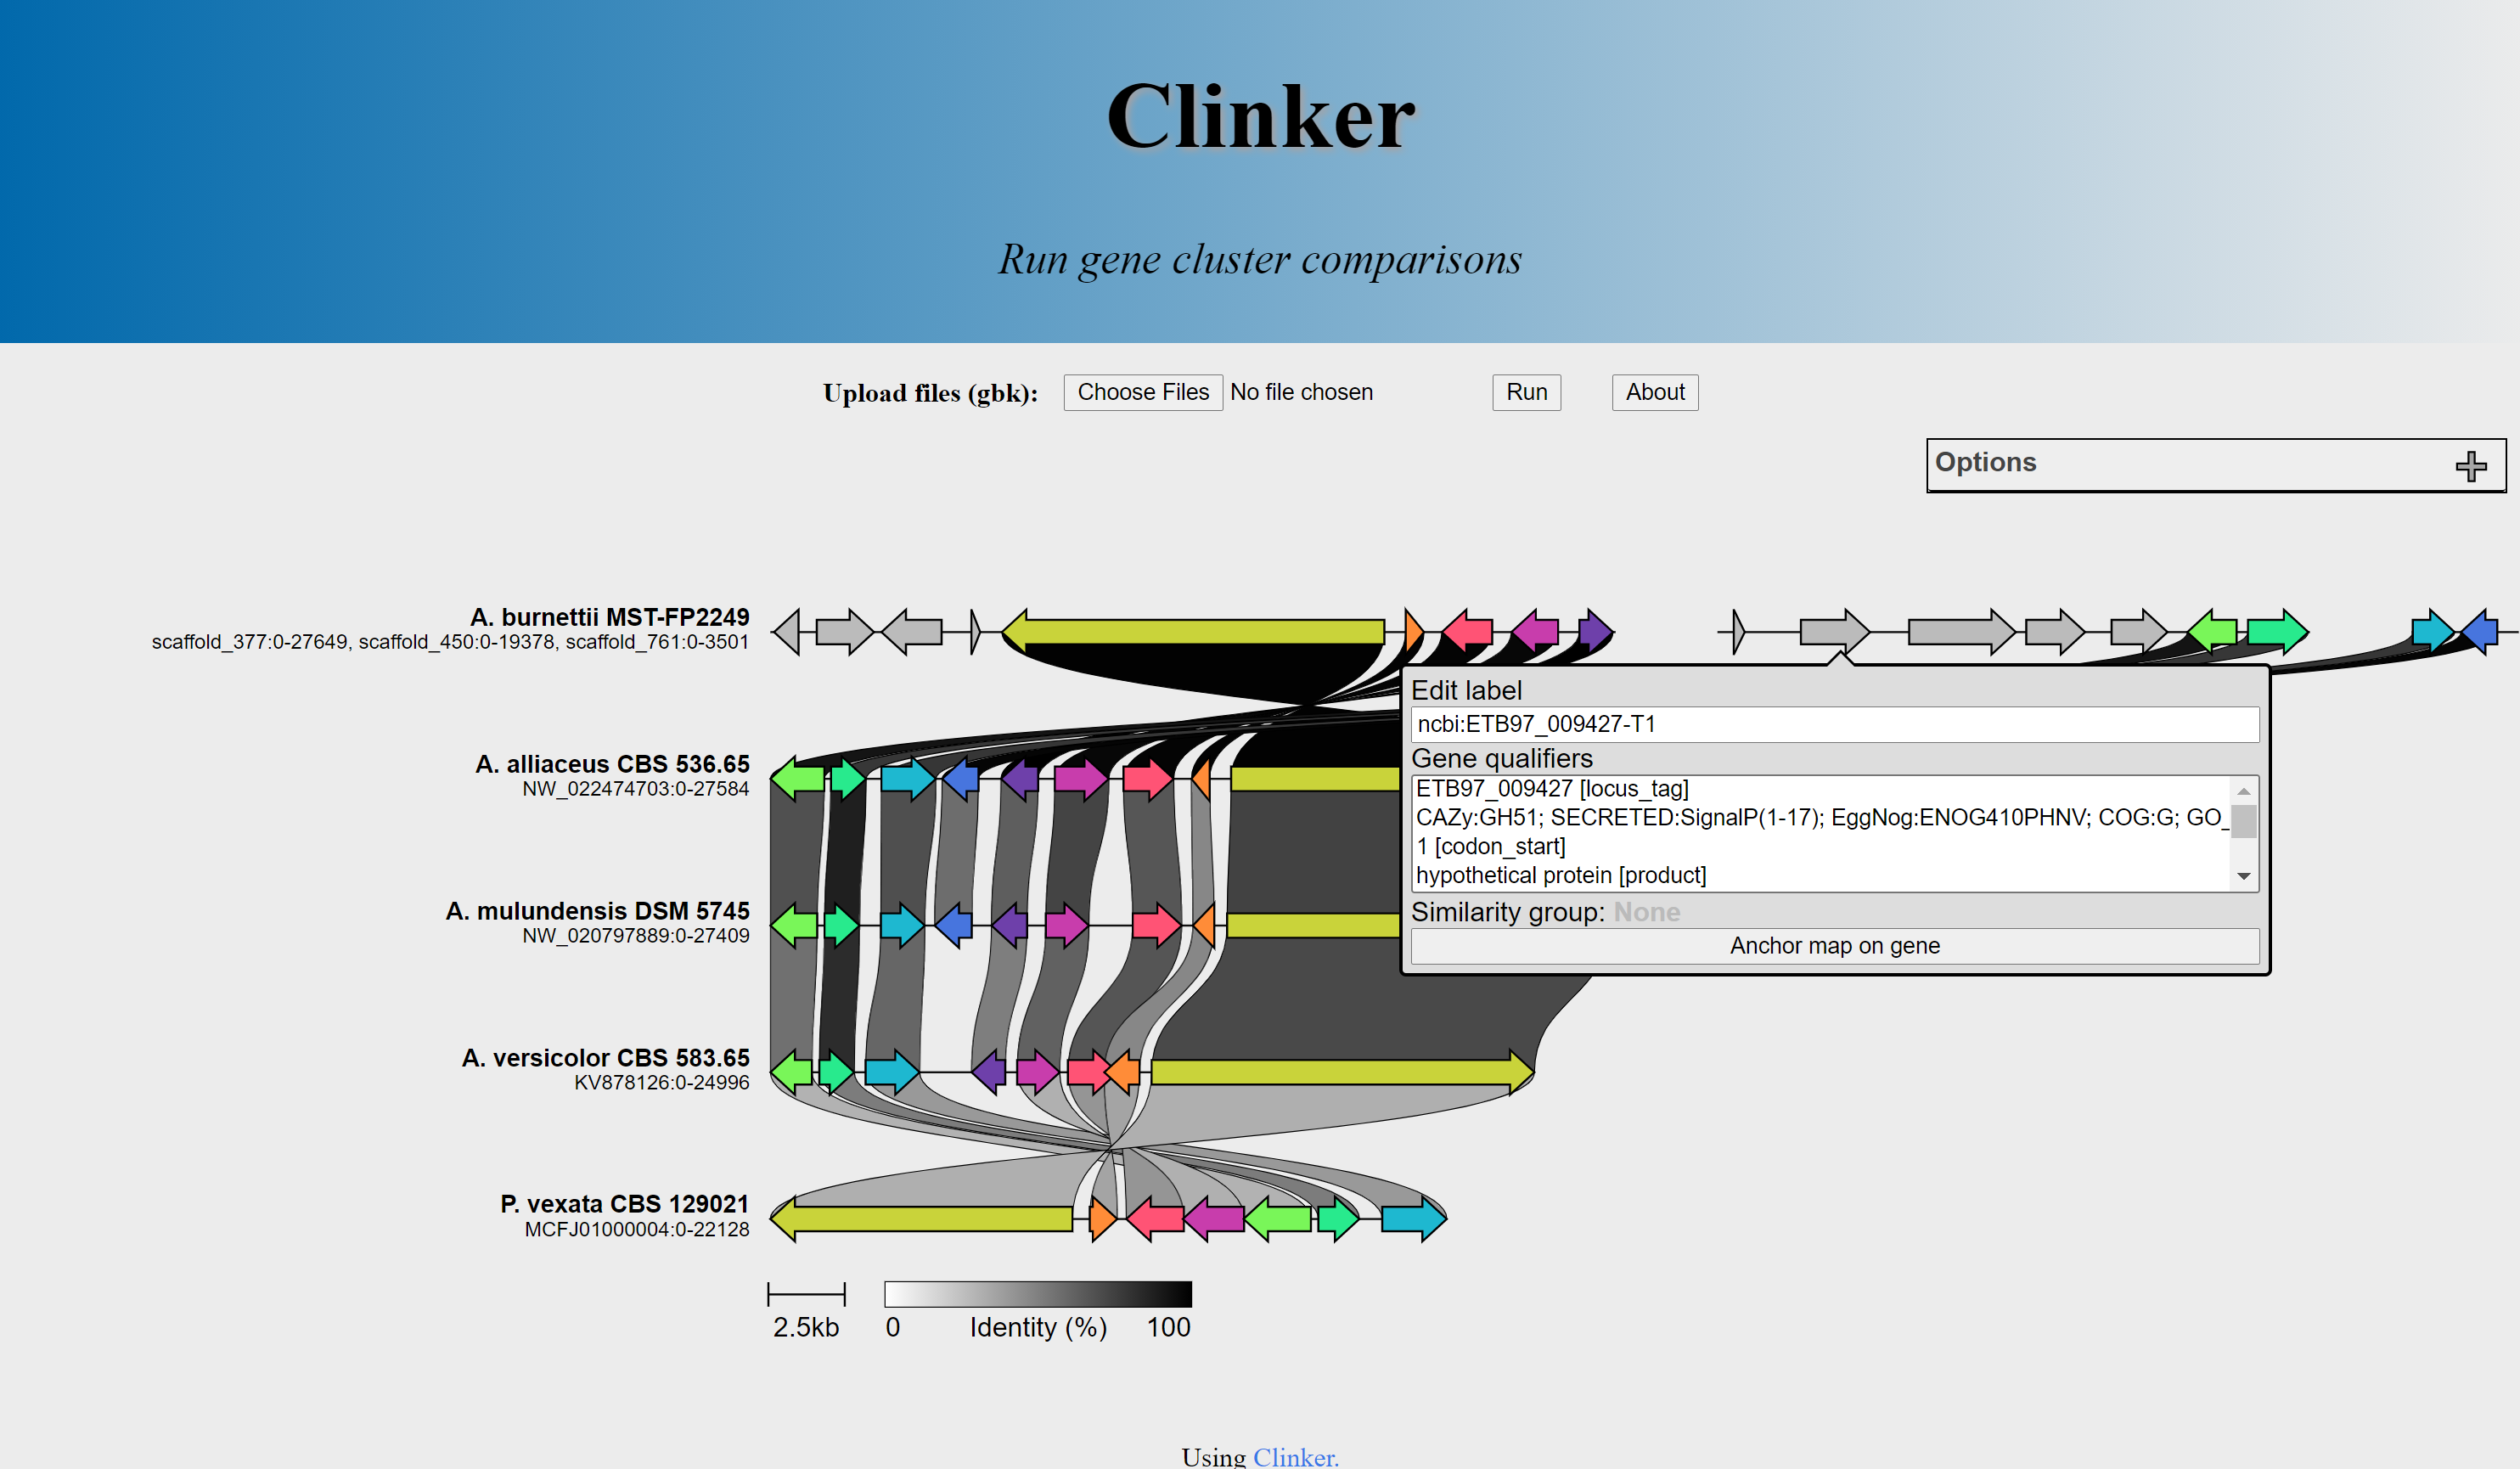 Clinker
Run gene cluster comparisons
Upload files (gbk): Choose Files No file chosen Run About
Options
A. burnettii MST-FP2249
scaffold_377:0-27649, scaffold_450:0-19378, scaffold_761:0-3501
Edit label
ncbi:ETB97_009427-T1
Gene qualifiers
ETB97_009427 [locus_tag]
CAZy:GH51; SECRETED:SignalP(1-17); EggNog:ENOG410PHNV; COG:G; GO_
1 [codon_start]
hypothetical protein [product]
Similarity group: None
Anchor map on gene
A. alliaceus CBS 536.65
NW_022474703:0-27584
A. mulundensis DSM 5745
NW_020797889:0-27409
A. versicolor CBS 583.65
KV878126:0-24996
P. vexata CBS 129021
MCFJ01000004:0-22128
2.5kb
0 Identity (%) 100
Using Clinker.